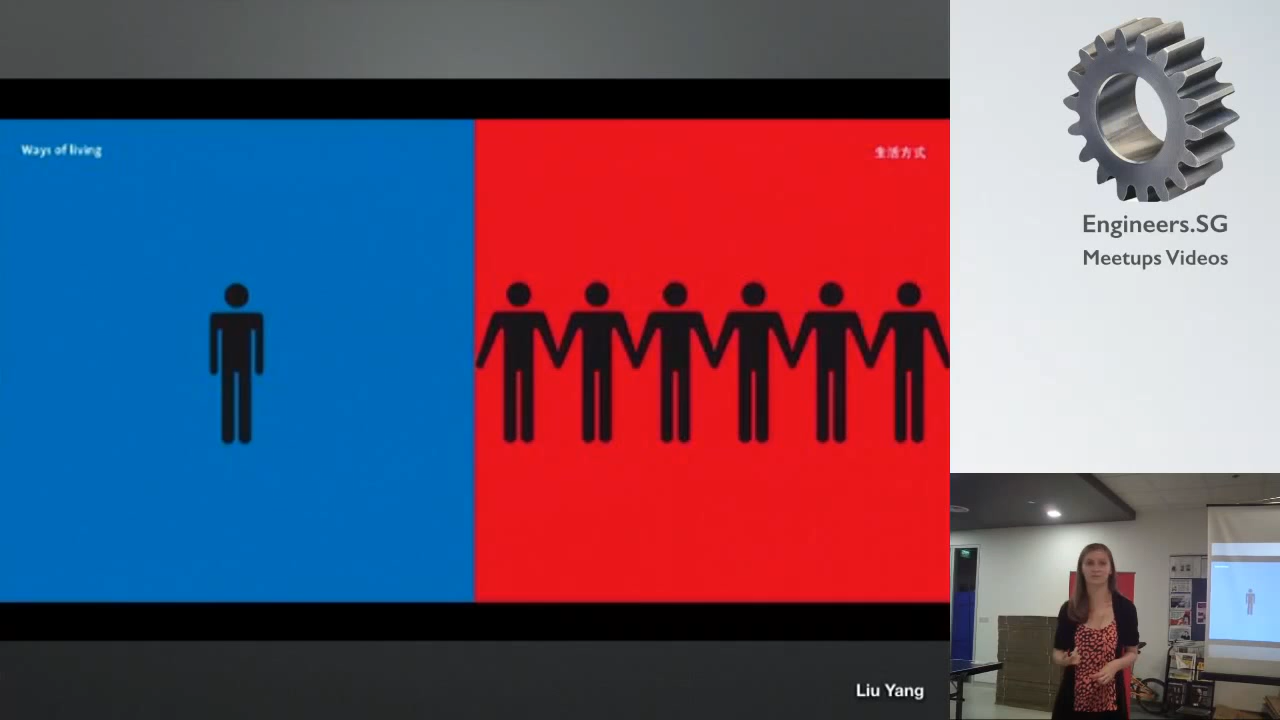 Ways of living
生活方式
Liu Yang
Engineers.SG
Meetups Videos